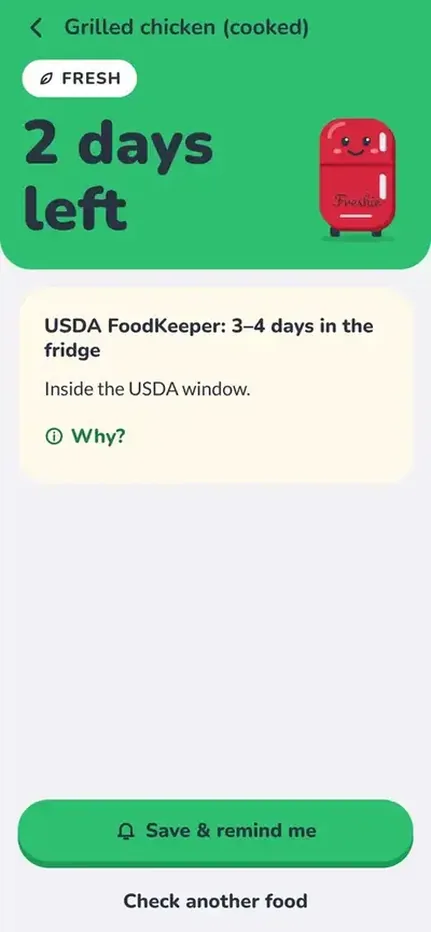 Grilled chicken (cooked)
FRESH
2 days
left
Freshie
USDA FoodKeeper: 3–4 days in the
fridge
Inside the USDA window.
Why?
Save & remind me
Check another food